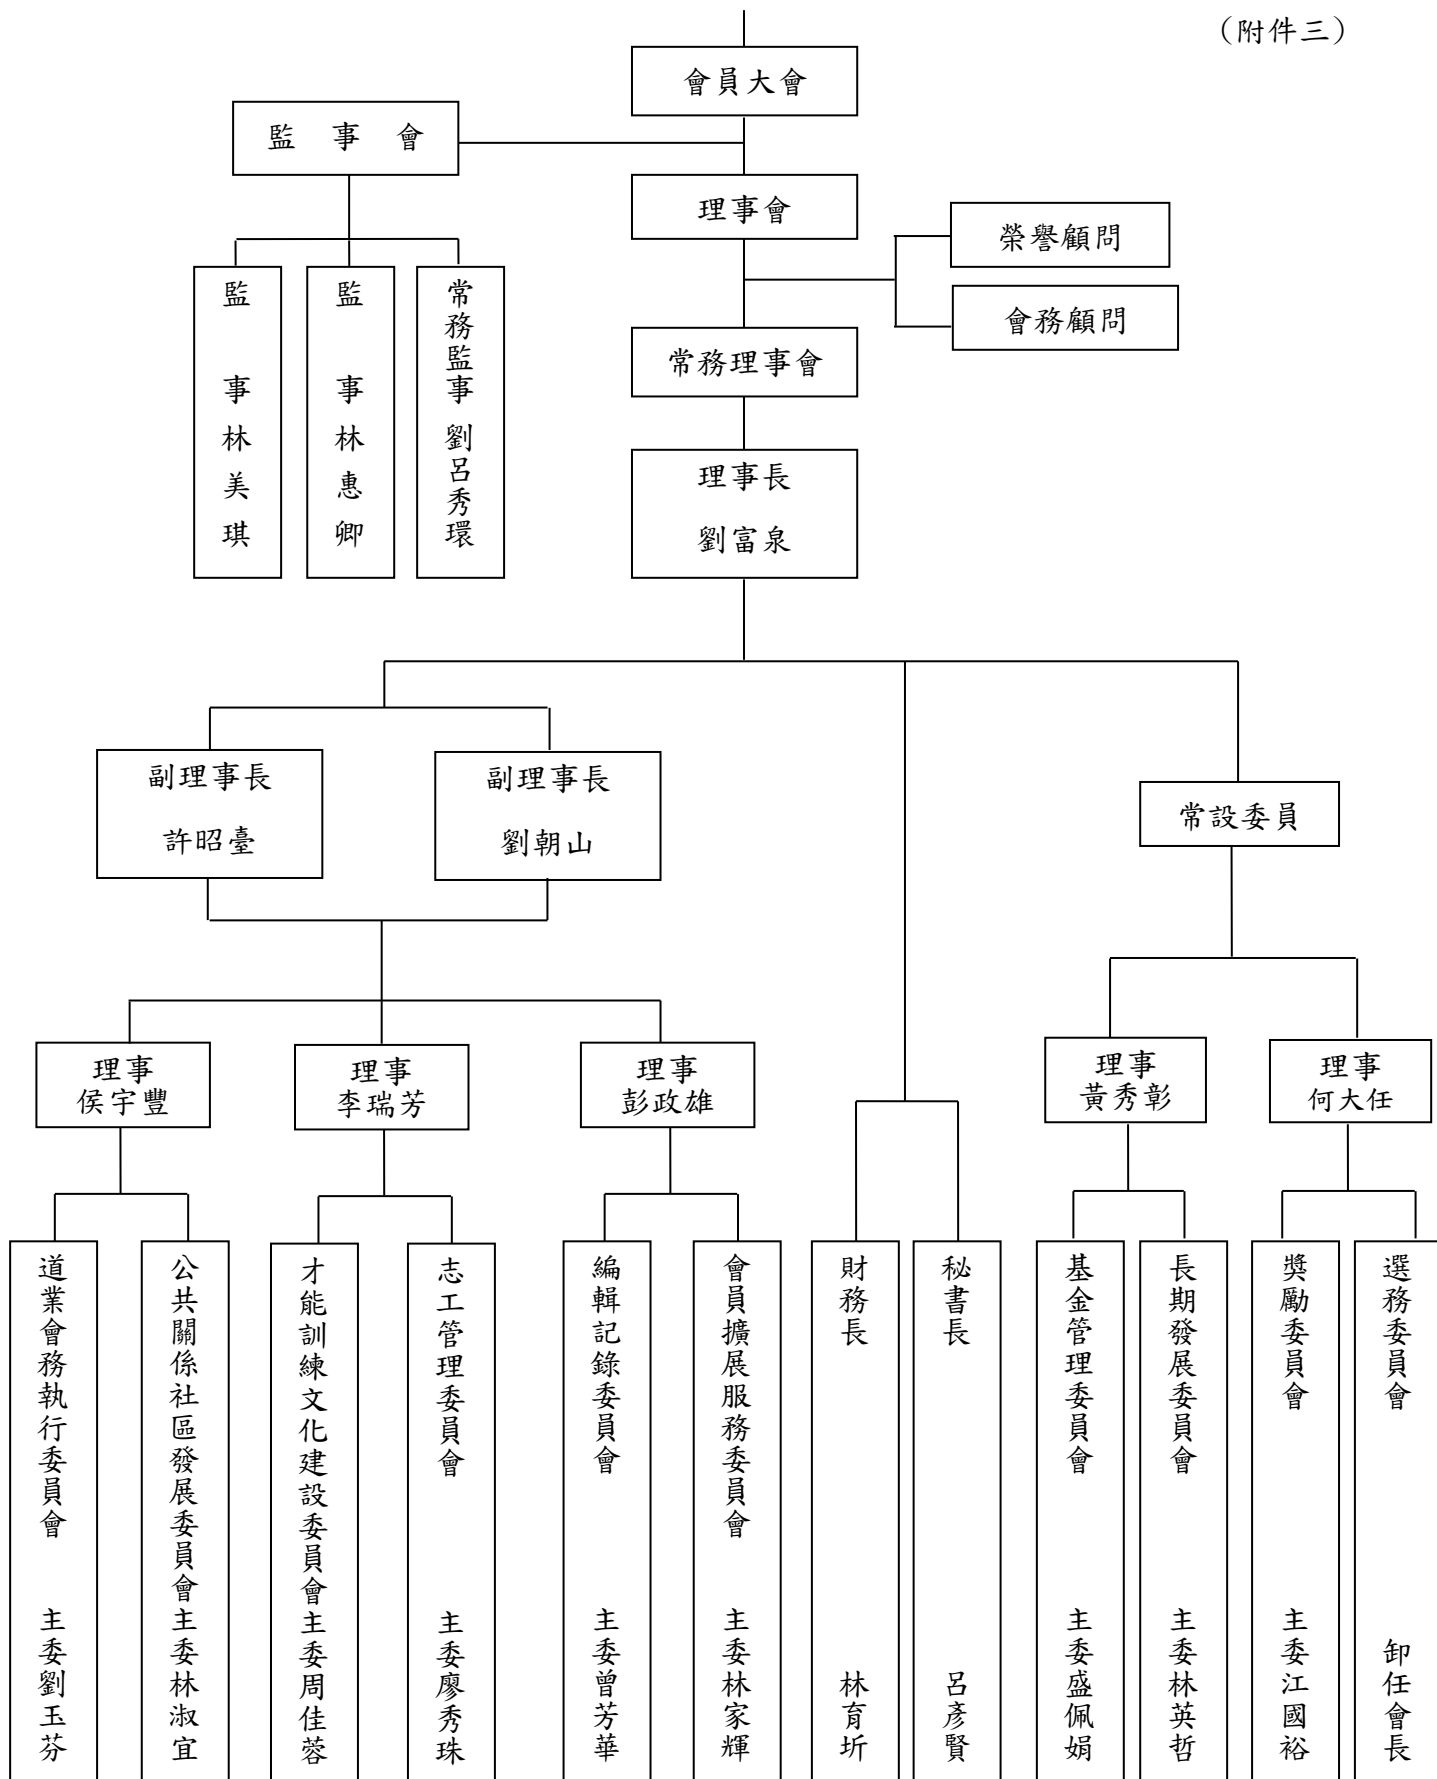 （附件三）
會員大會
監 事 會
理事會
榮譽顧問
會務顧問
監 事 林美琪
監 事 林惠卿
常務監事 劉呂秀環
常務理事會
理事長
劉富泉
副理事長
許昭臺
副理事長
劉朝山
常設委員
理事
侯宇豐
理事
李瑞芳
理事
彭政雄
理事
黃秀彰
理事
何大任
道業會務執行委員會 主委劉玉芬
公共關係社區發展委員會主委林淑宜
才能訓練文化建設委員會主委周佳蓉
志工管理委員會 主委廖秀珠
編輯記錄委員會 主委曾芳華
會員擴展服務委員會 主委林家輝
財務長 林育圻
秘書長 呂彥賢
基金管理委員會 主委盛佩娟
長期發展委員會 主委林英哲
獎勵委員會 主委江國裕
選務委員會 卸任會長